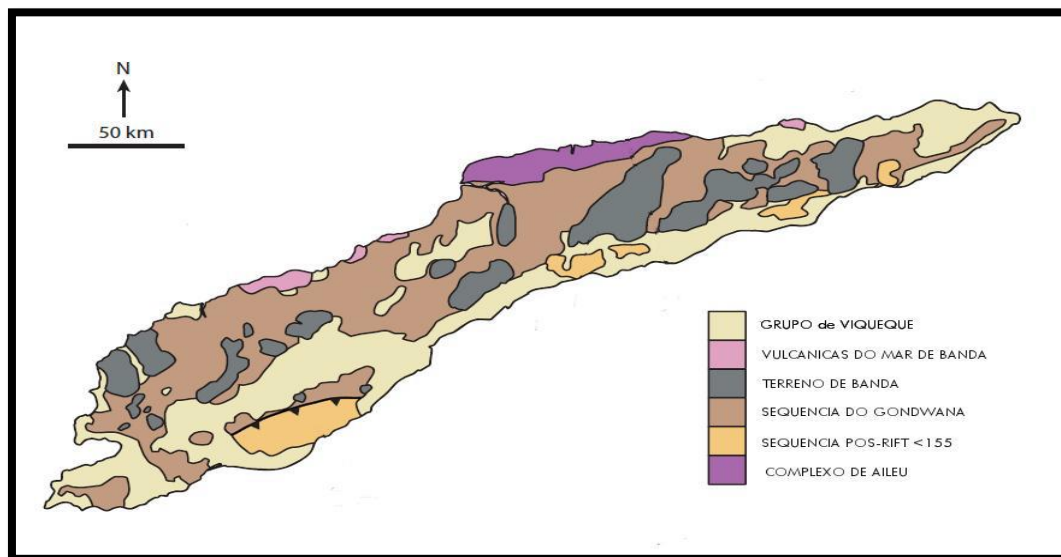 N
50 km
GRUPO de VIQUEQUE
VULCANICAS DO MAR DE BANDA
TERRENO DE BANDA
SEQUENCIA DO GONDWANA
SEQUENCIA POS-RIFT <155
COMPLEXO DE AILEU